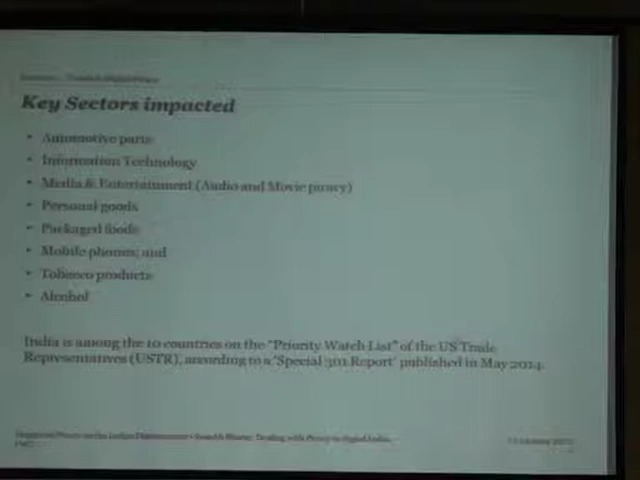 Key Sectors impacted
• Automotive parts
• Information Technology
• Media & Entertainment (Audio and Movie piracy)
• Personal goods
• Packaged foods
• Mobile phones; and
• Tobacco products
• Alcohol
India is among the 10 countries on the "Priority Watch List" of the US Trade
Representatives (USTR), according to a 'Special 301 Report' published in May 2014.
PwC